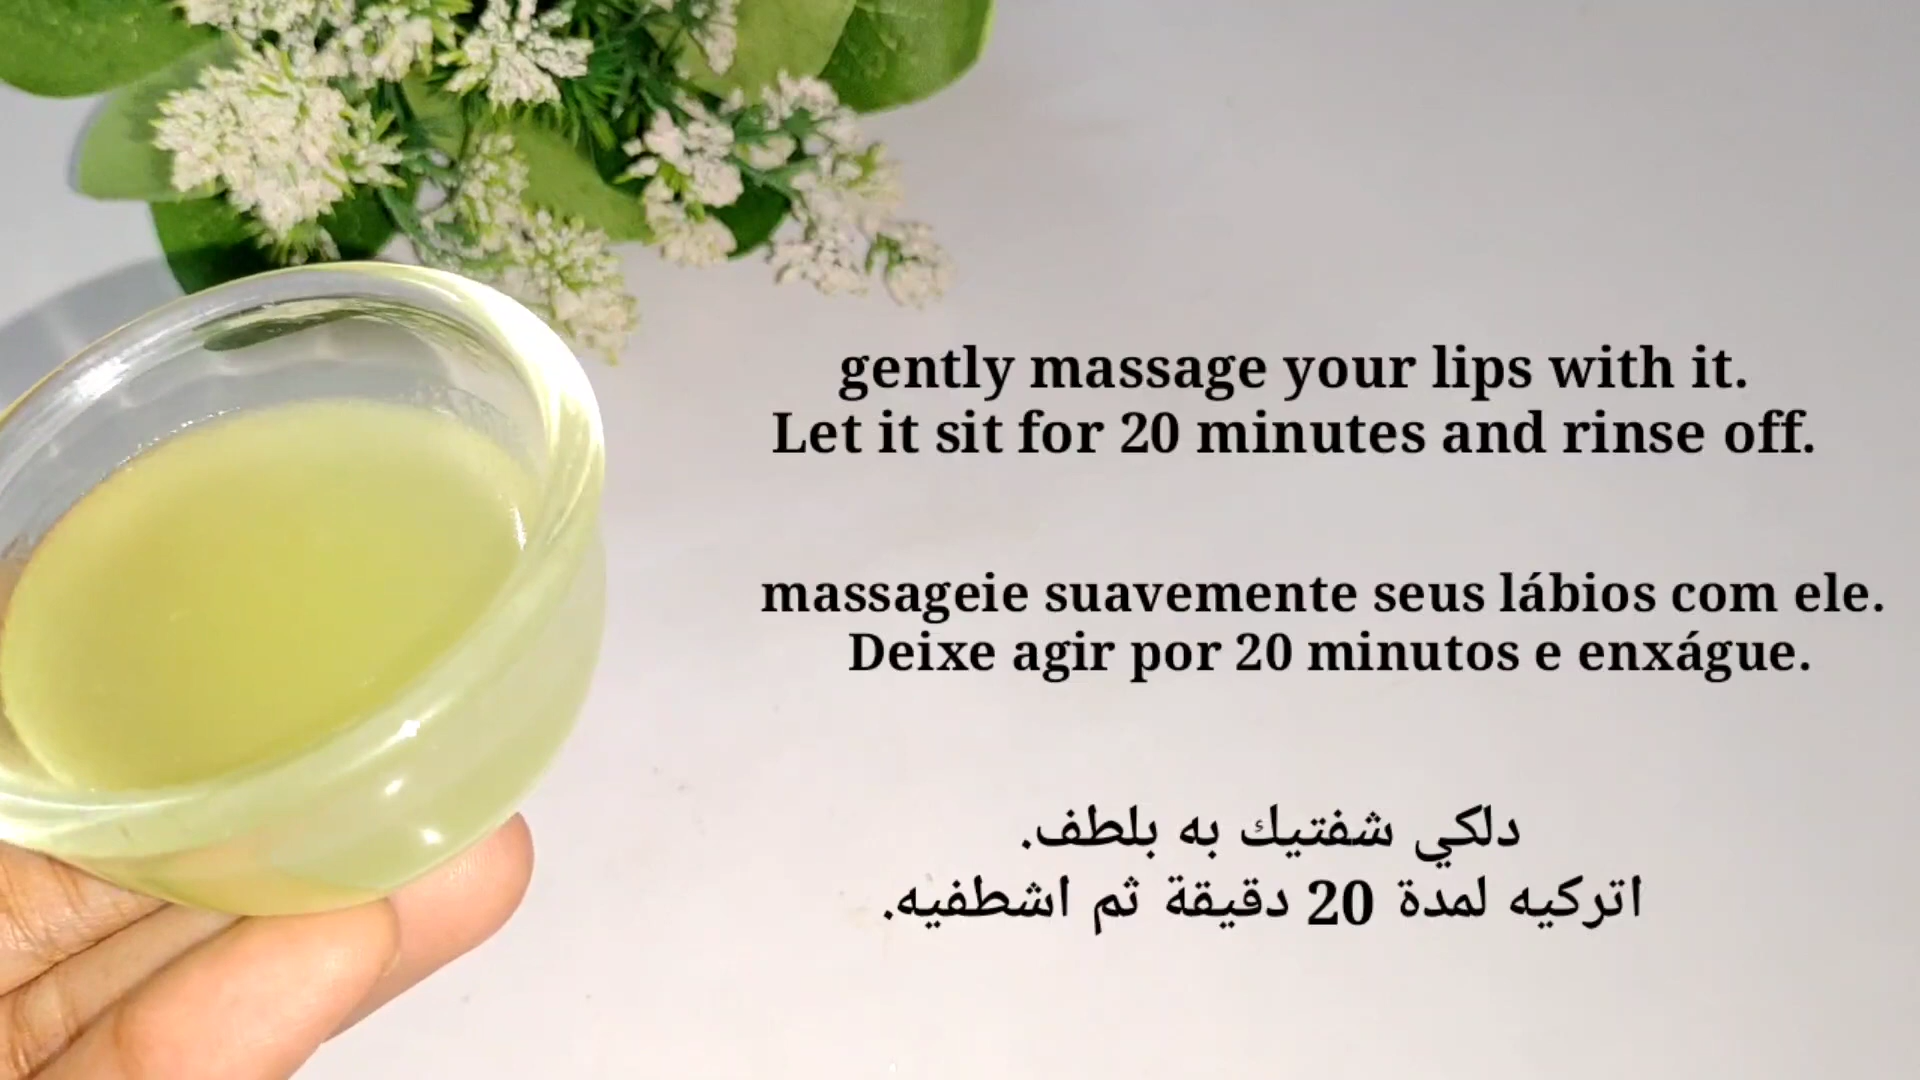 gently massage your lips with it.
Let it sit for 20 minutes and rinse off.
massageie suavemente seus lábios com ele.
Deixe agir por 20 minutos e enxágue.
دلكي شفتيك به بلطف.
اتركيه لمدة 20 دقيقة ثم اشطفيه.